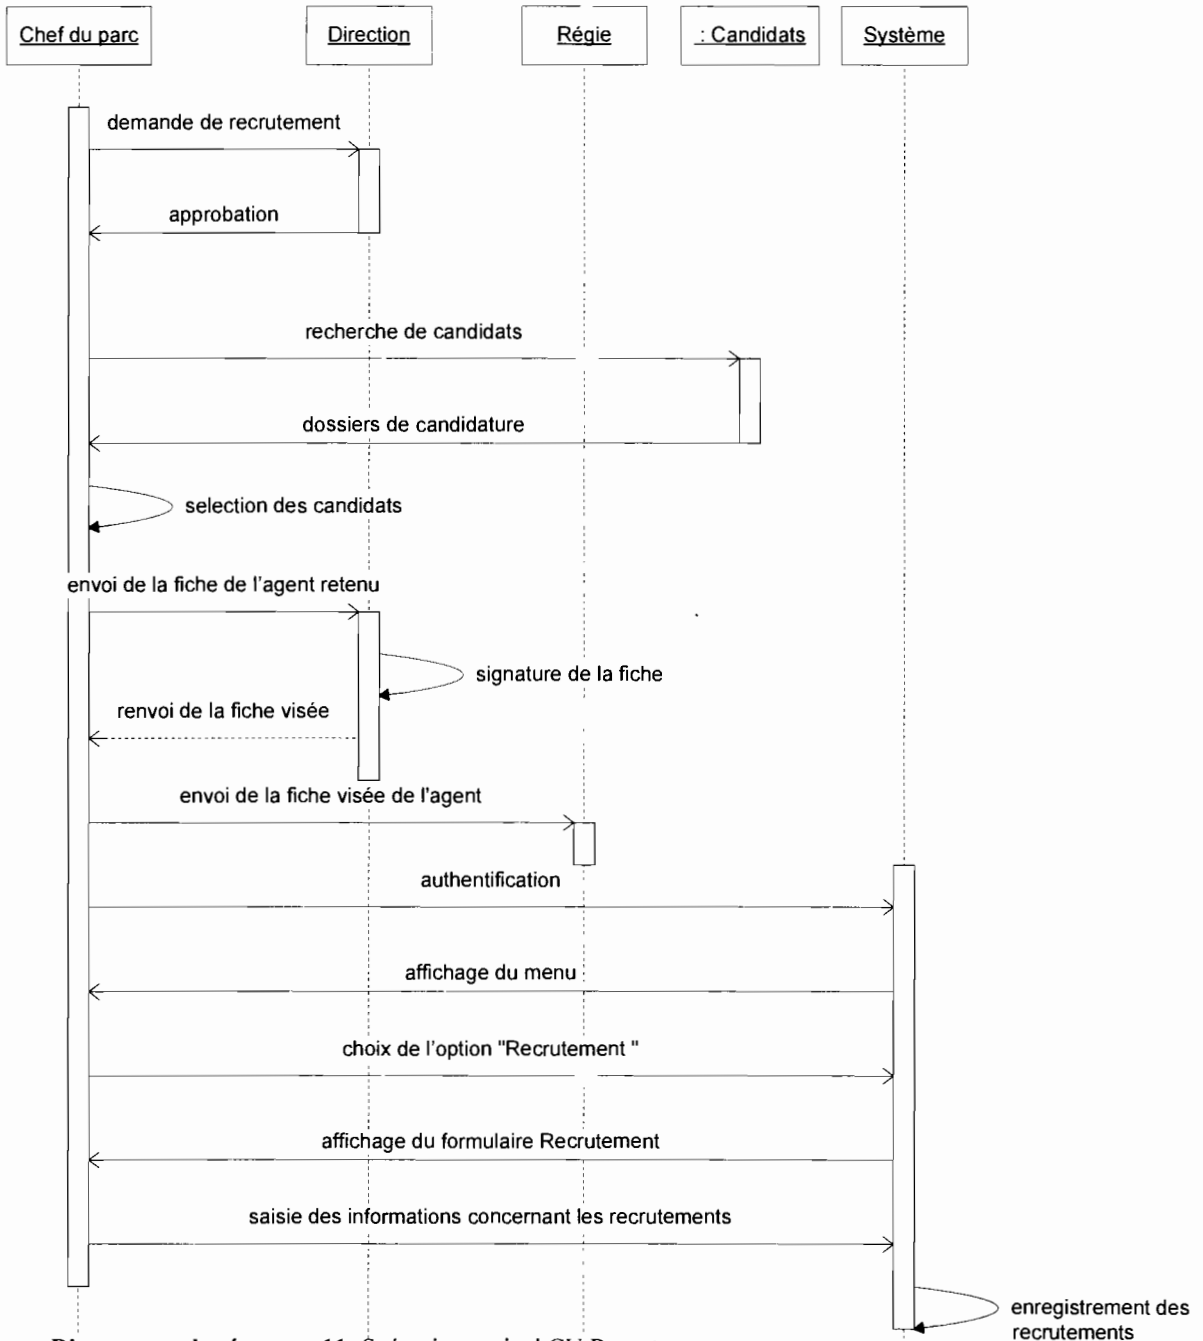 Chef du parc
Direction
Régie
: Candidats
Système
demande de recrutement
approbation
recherche de candidats
dossiers de candidature
selection des candidats
envoi de la fiche de l'agent retenu
signature de la fiche
renvoi de la fiche visée
envoi de la fiche visée de l'agent
authentification
affichage du menu
choix de l'option "Recrutement "
affichage du formulaire Recrutement
saisie des informations concernant les recrutements
enregistrement des
recrutements